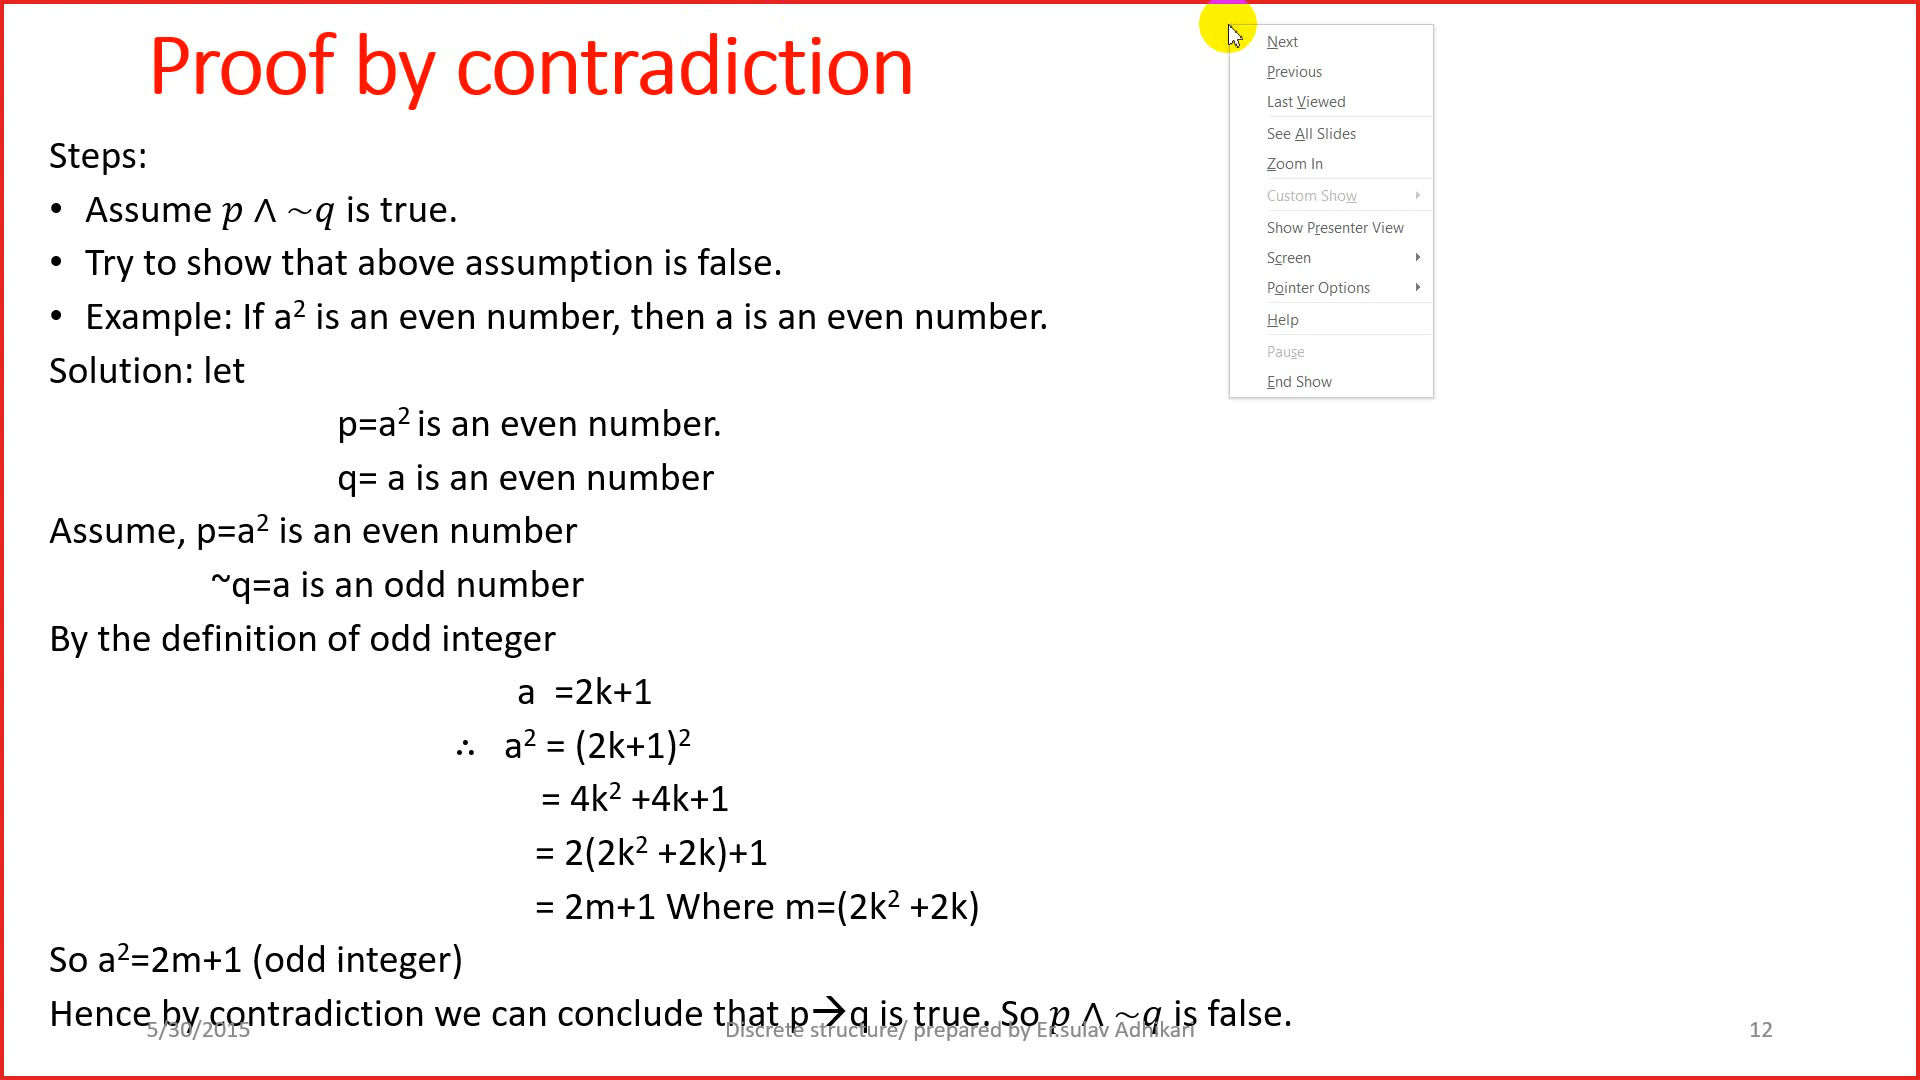 Proof by contradiction
Steps:
• Assume p ∧ ~q is true.
• Try to show that above assumption is false.
• Example: If a² is an even number, then a is an even number.
Solution: let
p=a² is an even number.
q= a is an even number
Assume, p=a² is an even number
~q=a is an odd number
By the definition of odd integer
a =2k+1
∴ a² = (2k+1)²
= 4k² +4k+1
= 2(2k² +2k)+1
= 2m+1 Where m=(2k² +2k)
So a²=2m+1 (odd integer)
Hence by contradiction we can conclude that p→q is true. So p ∧ ~q is false.
5/30/2015
Discrete structure/ prepared by Er.sulav Adhikari
12
Next
Previous
Last Viewed
See All Slides
Zoom In
Custom Show
Show Presenter View
Screen
Pointer Options
Help
Pause
End Show